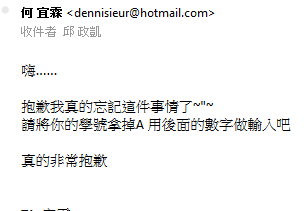 何 宜霖 <dennisieur@hotmail.com>
收件者 邱 政凱
嗨......
抱歉我真的忘記這件事情了~"~
請將你的學號拿掉A 用後面的數字做輸入吧
真的非常抱歉